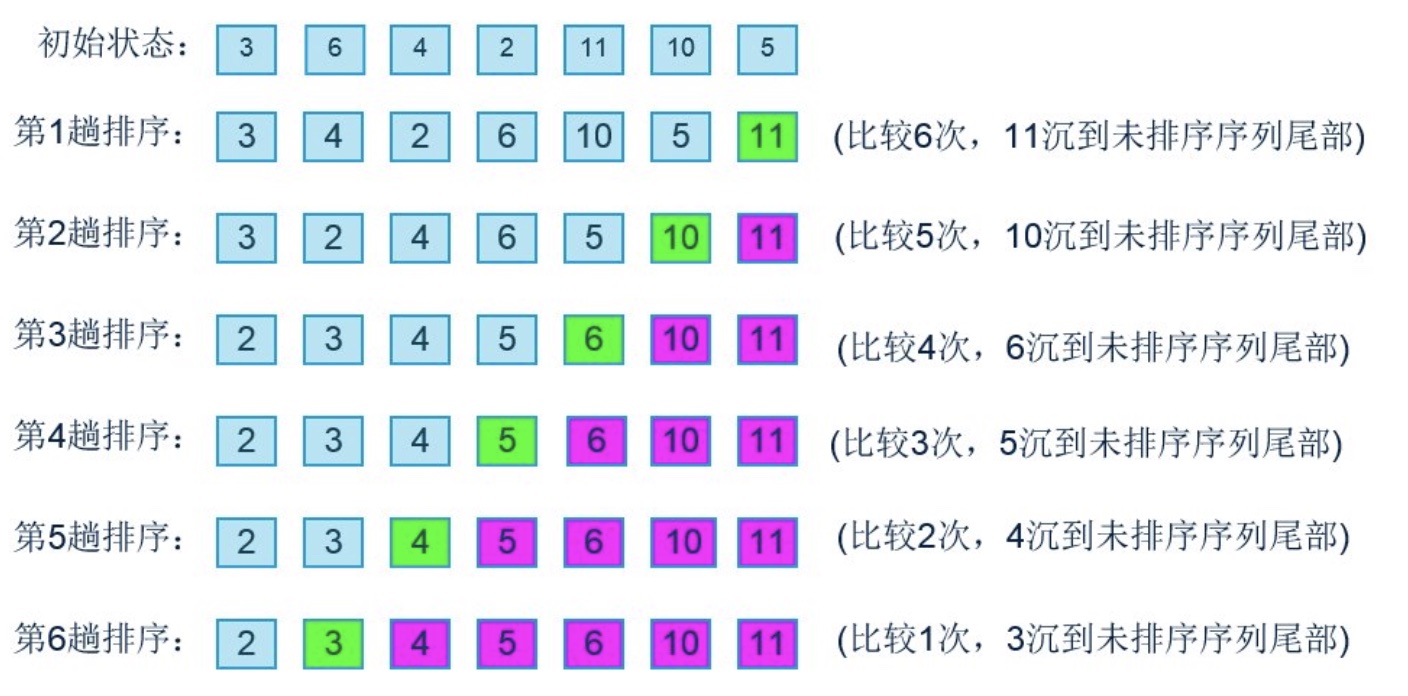 初始状态： 3 6 4 2 11 10 5
第1趟排序： 3 4 2 6 10 5 11 (比较6次，11沉到未排序序列尾部)
第2趟排序： 3 2 4 6 5 10 11 (比较5次，10沉到未排序序列尾部)
第3趟排序： 2 3 4 5 6 10 11 (比较4次，6沉到未排序序列尾部)
第4趟排序： 2 3 4 5 6 10 11 (比较3次，5沉到未排序序列尾部)
第5趟排序： 2 3 4 5 6 10 11 (比较2次，4沉到未排序序列尾部)
第6趟排序： 2 3 4 5 6 10 11 (比较1次，3沉到未排序序列尾部)